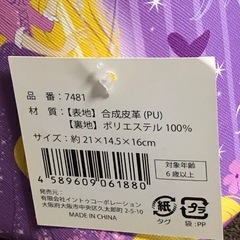 品 番：7481
材 質：【表地】合成皮革 (PU)
【裏地】ポリエステル 100%
サイズ：約 21×14.5×16cm
対象年齢
6歳以上
4 589609 061880
発売元：
有限会社イントゥコーポレーション
大阪府大阪市中央区久太郎町 2-5-10
MADE IN CHINA
紙
タグ
プラ
袋：PP